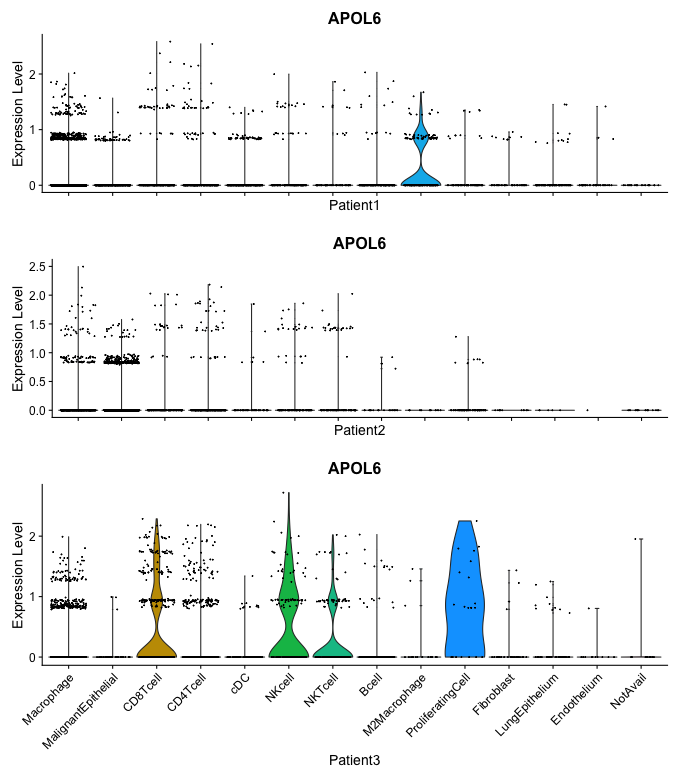 APOL6
Expression Level
2
1
0
Patient1
APOL6
Expression Level
2.5
2.0
1.5
1.0
0.5
0.0
Patient2
APOL6
Expression Level
2
1
0
Macrophage
MalignantEpithelial
CD8Tcell
CD4Tcell
cDC
NKcell
NKTcell
Bcell
M2Macrophage
ProliferatingCell
Fibroblast
LungEpithelium
Endothelium
NotAvail
Patient3